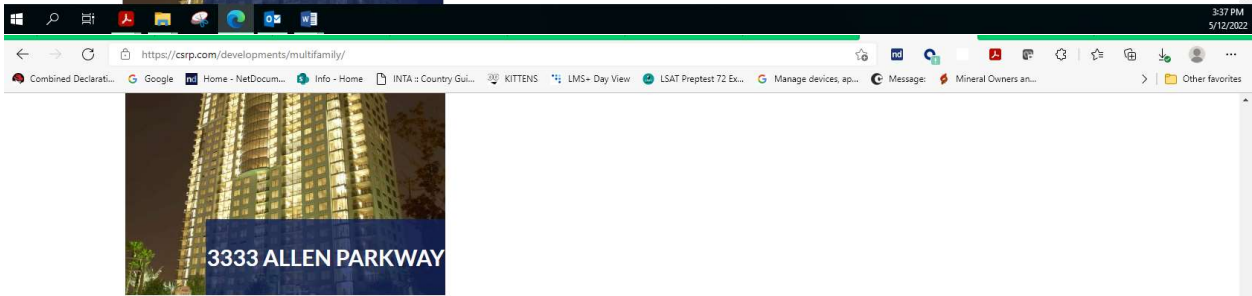 3:37 PM
5/12/2022
https://csrp.com/developments/multifamily/
Combined Declarati... Google Home - NetDocum... Info - Home INTA :: Country Gui... KITTENS LMS+ Day View LSAT Preptest 72 Ex... Manage devices, ap... Message: Mineral Owners an... Other favorites
3333 ALLEN PARKWAY